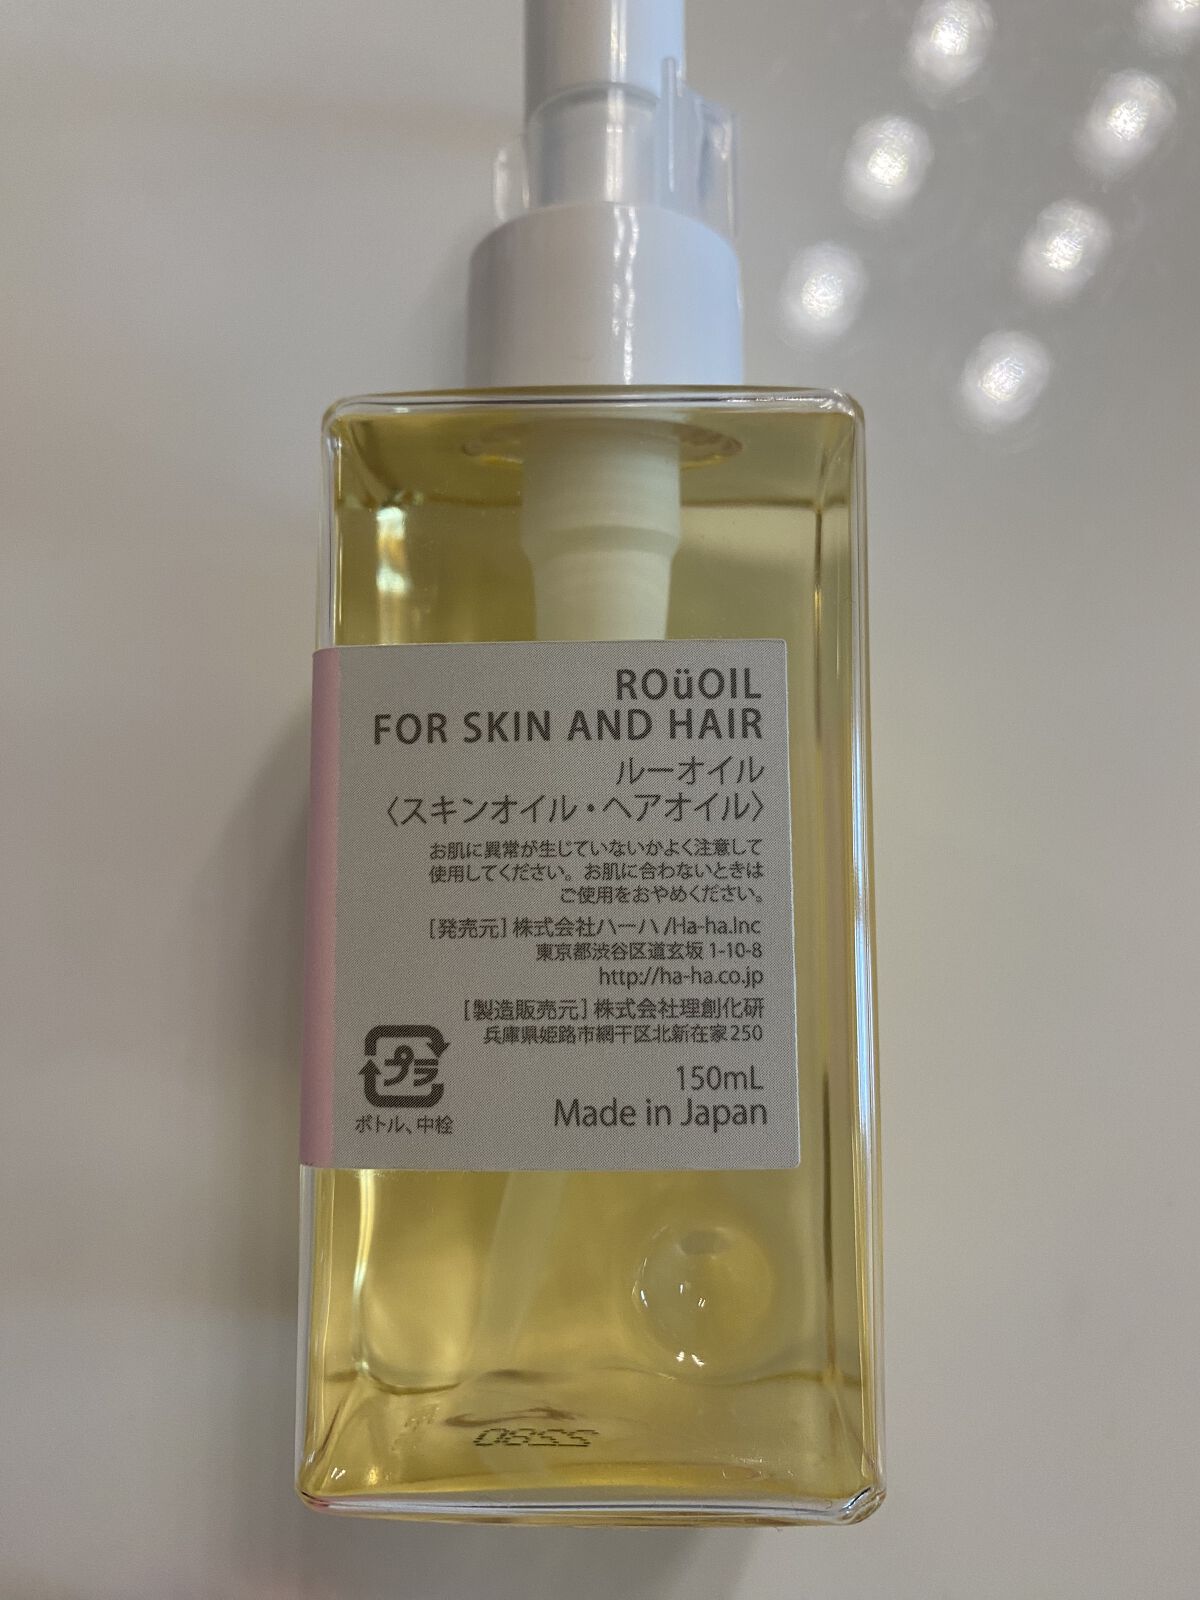 ROüOIL
FOR SKIN AND HAIR
ルーオイル
〈スキンオイル・ヘアオイル〉
お肌に異常が生じていないかよく注意して
使用してください。お肌に合わないときは
ご使用をおやめください。
[発売元] 株式会社ハーハ /Ha-ha.Inc
東京都渋谷区道玄坂 1-10-8
http://ha-ha.co.jp
[製造販売元] 株式会社理創化研
兵庫県姫路市網干区北新在家250
プラ
ボトル、中栓
150mL
Made in Japan